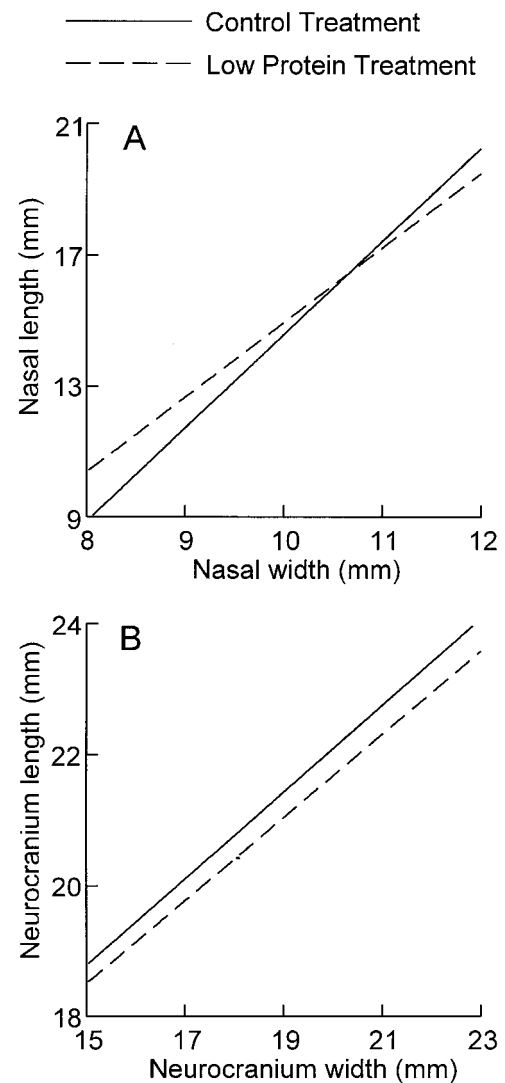 Control Treatment
Low Protein Treatment
A
21
17
13
9
Nasal length (mm)
8 9 10 11 12
Nasal width (mm)
B
24
22
20
18
Neurocranium length (mm)
15 17 19 21 23
Neurocranium width (mm)